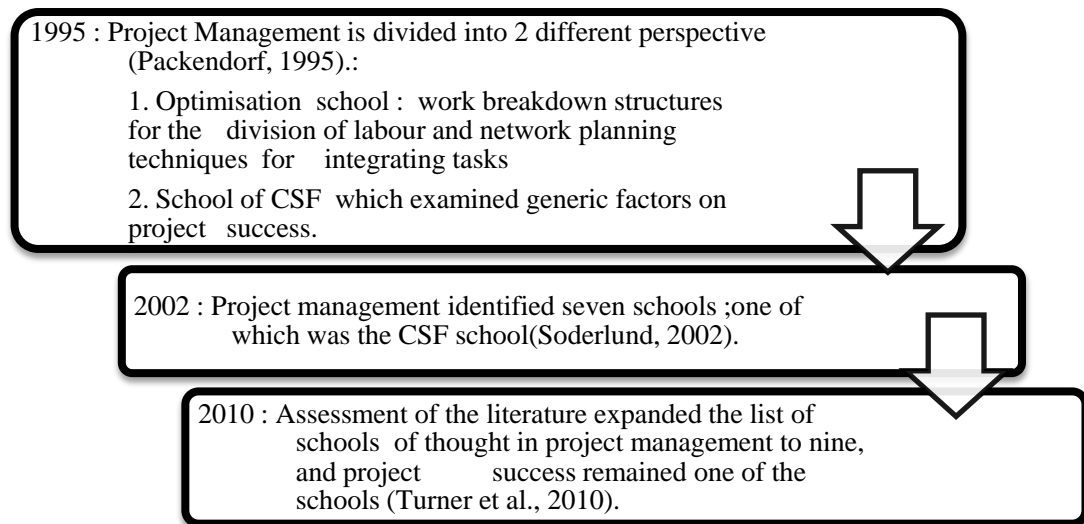 1995 : Project Management is divided into 2 different perspective
(Packendorf, 1995).:
1. Optimisation school : work breakdown structures
for the division of labour and network planning
techniques for integrating tasks
2. School of CSF which examined generic factors on
project success.
2002 : Project management identified seven schools ;one of
which was the CSF school(Soderlund, 2002).
2010 : Assessment of the literature expanded the list of
schools of thought in project management to nine,
and project success remained one of the
schools (Turner et al., 2010).